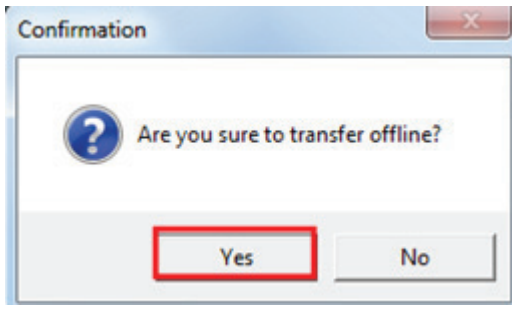 Confirmation
Are you sure to transfer offline?
Yes
No